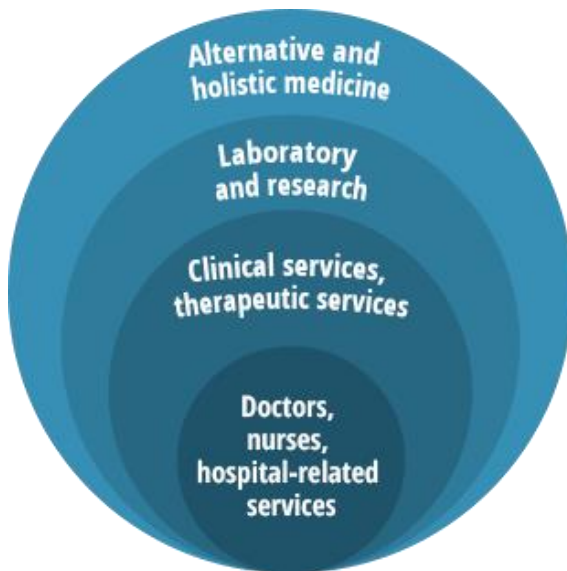 Alternative and
holistic medicine
Laboratory
and research
Clinical services,
therapeutic services
Doctors,
nurses,
hospital-related
services